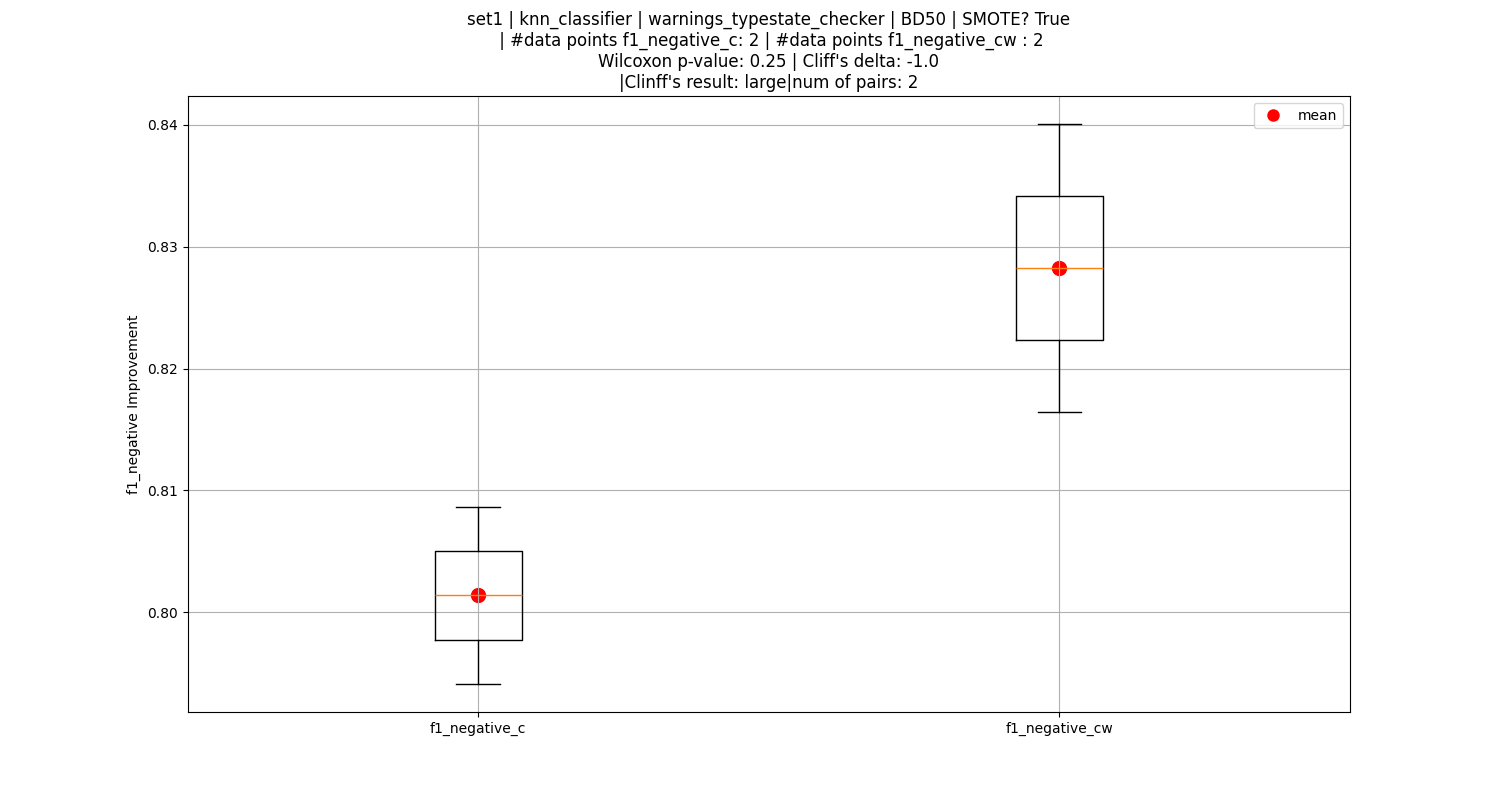 set1 | knn_classifier | warnings_typestate_checker | BD50 | SMOTE? True
| #data points f1_negative_c: 2 | #data points f1_negative_cw : 2
Wilcoxon p-value: 0.25 | Cliff's delta: -1.0
|Clinff's result: large|num of pairs: 2
mean
0.84
0.83
0.82
0.81
0.80
f1_negative Improvement
f1_negative_c
f1_negative_cw